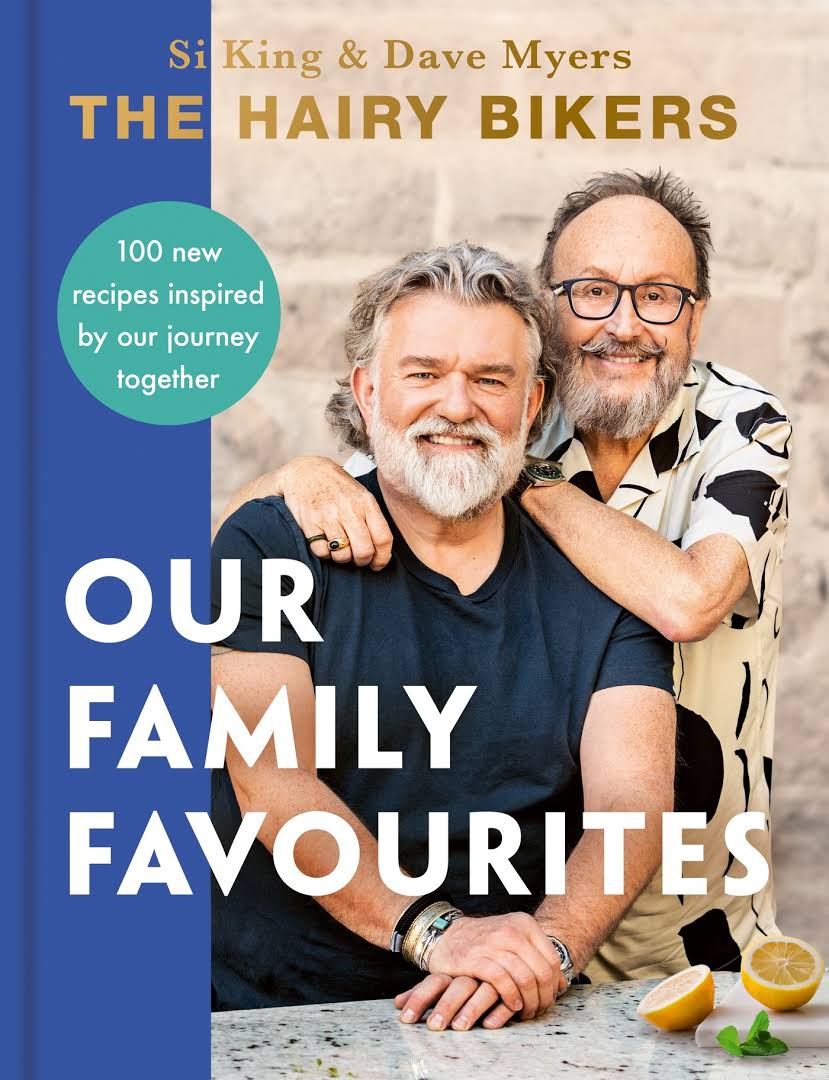 Si King & Dave Myers
THE HAIRY BIKERS
100 new
recipes inspired
by our journey
together
OUR
FAMILY
FAVOURITES